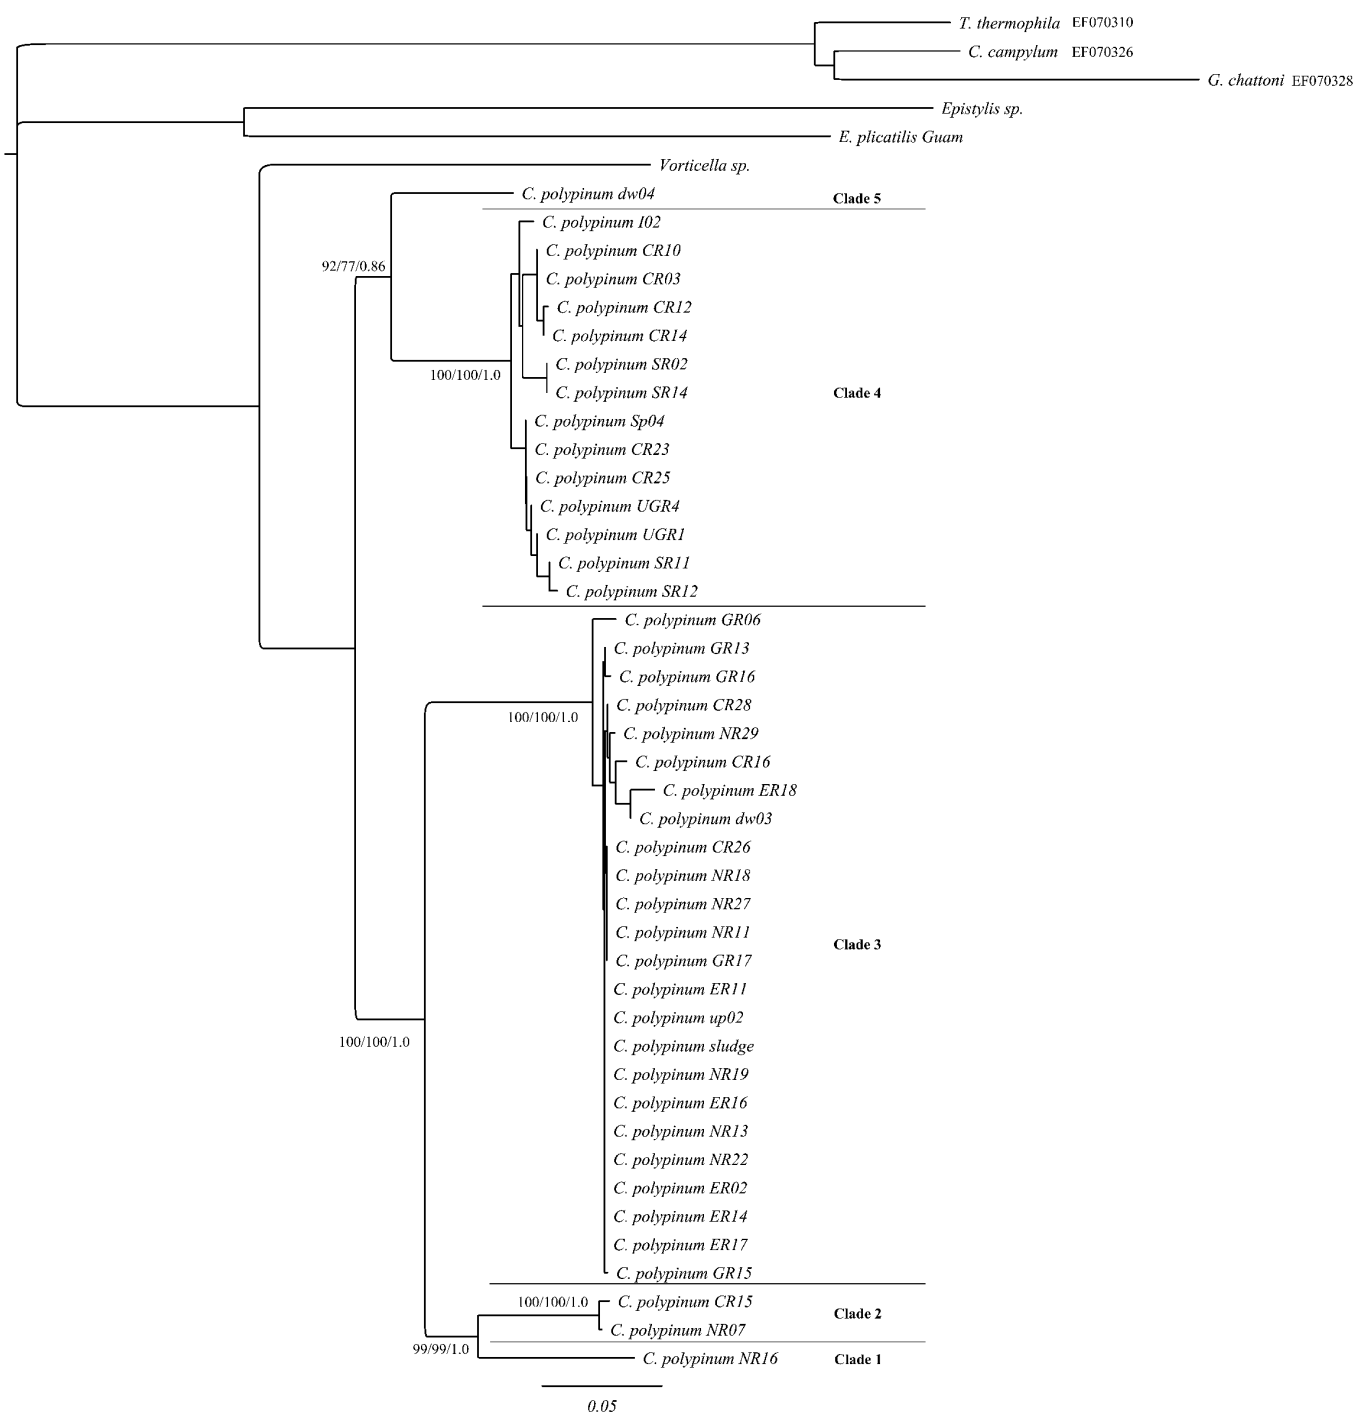 T. thermophila EF070310
C. campylum EF070326
G. chattoni EF070328
Epistylis sp.
E. plicatilis Guam
Vorticella sp.
C. polypinum dw04 Clade 5
C. polypinum I02
C. polypinum CR10
92/77/0.86
C. polypinum CR03
C. polypinum CR12
C. polypinum CR14
C. polypinum SR02
100/100/1.0
C. polypinum SR14 Clade 4
C. polypinum Sp04
C. polypinum CR23
C. polypinum CR25
C. polypinum UGR4
C. polypinum UGR1
C. polypinum SR11
C. polypinum SR12
C. polypinum GR06
C. polypinum GR13
C. polypinum GR16
C. polypinum CR28
100/100/1.0
C. polypinum NR29
C. polypinum CR16
C. polypinum ER18
C. polypinum dw03
C. polypinum CR26
C. polypinum NR18
C. polypinum NR27
C. polypinum NR11
Clade 3
C. polypinum GR17
C. polypinum ER11
C. polypinum up02
100/100/1.0
C. polypinum sludge
C. polypinum NR19
C. polypinum ER16
C. polypinum NR13
C. polypinum NR22
C. polypinum ER02
C. polypinum ER14
C. polypinum ER17
C. polypinum GR15
100/100/1.0 C. polypinum CR15
Clade 2
C. polypinum NR07
99/99/1.0
C. polypinum NR16 Clade 1
0.05